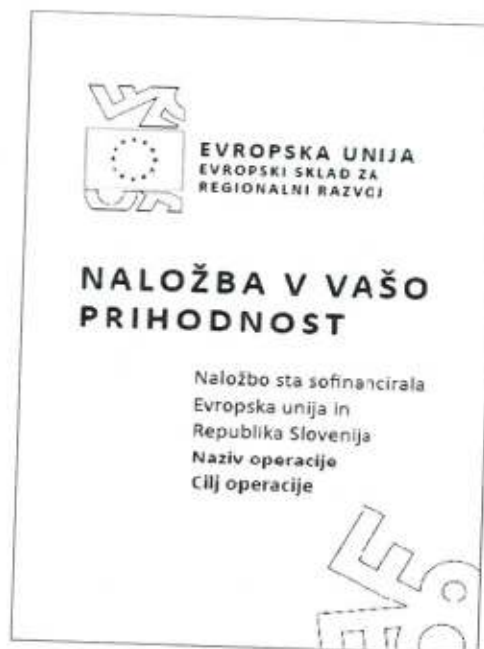 EVROPSKA UNIJA
EVROPSKI SKLAD ZA
REGIONALNI RAZVOJ
NALOŽBA V VAŠO
PRIHODNOST
Naložbo sta sofinancirala
Evropska unija in
Republika Slovenija
Naziv operacije
Cilj operacije